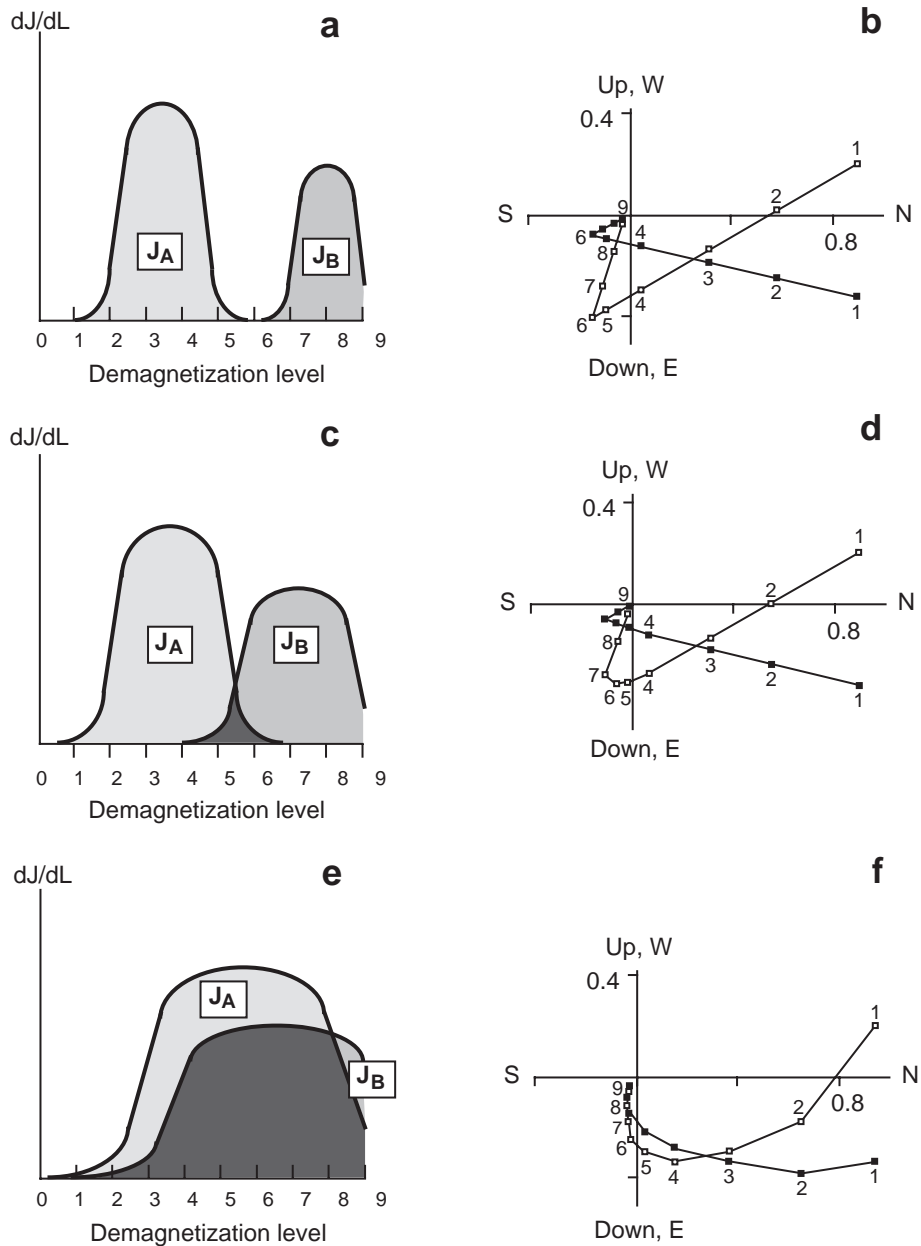 dJ/dL
a
J_A
J_B
0 1 2 3 4 5 6 7 8 9
Demagnetization level
b
Up, W
0.4
1
2
S
9
N
6
4
0.8
8
3
7
2
4
6 5
1
Down, E
dJ/dL
c
J_A
J_B
0 1 2 3 4 5 6 7 8 9
Demagnetization level
d
Up, W
0.4
1
2
S
9
N
4
0.8
8
3
7
2
6 5 4
1
Down, E
dJ/dL
e
J_A
J_B
0 1 2 3 4 5 6 7 8 9
Demagnetization level
f
Up, W
0.4
1
S
N
9
0.8
8
2
7
6
5
4
3
2
1
Down, E